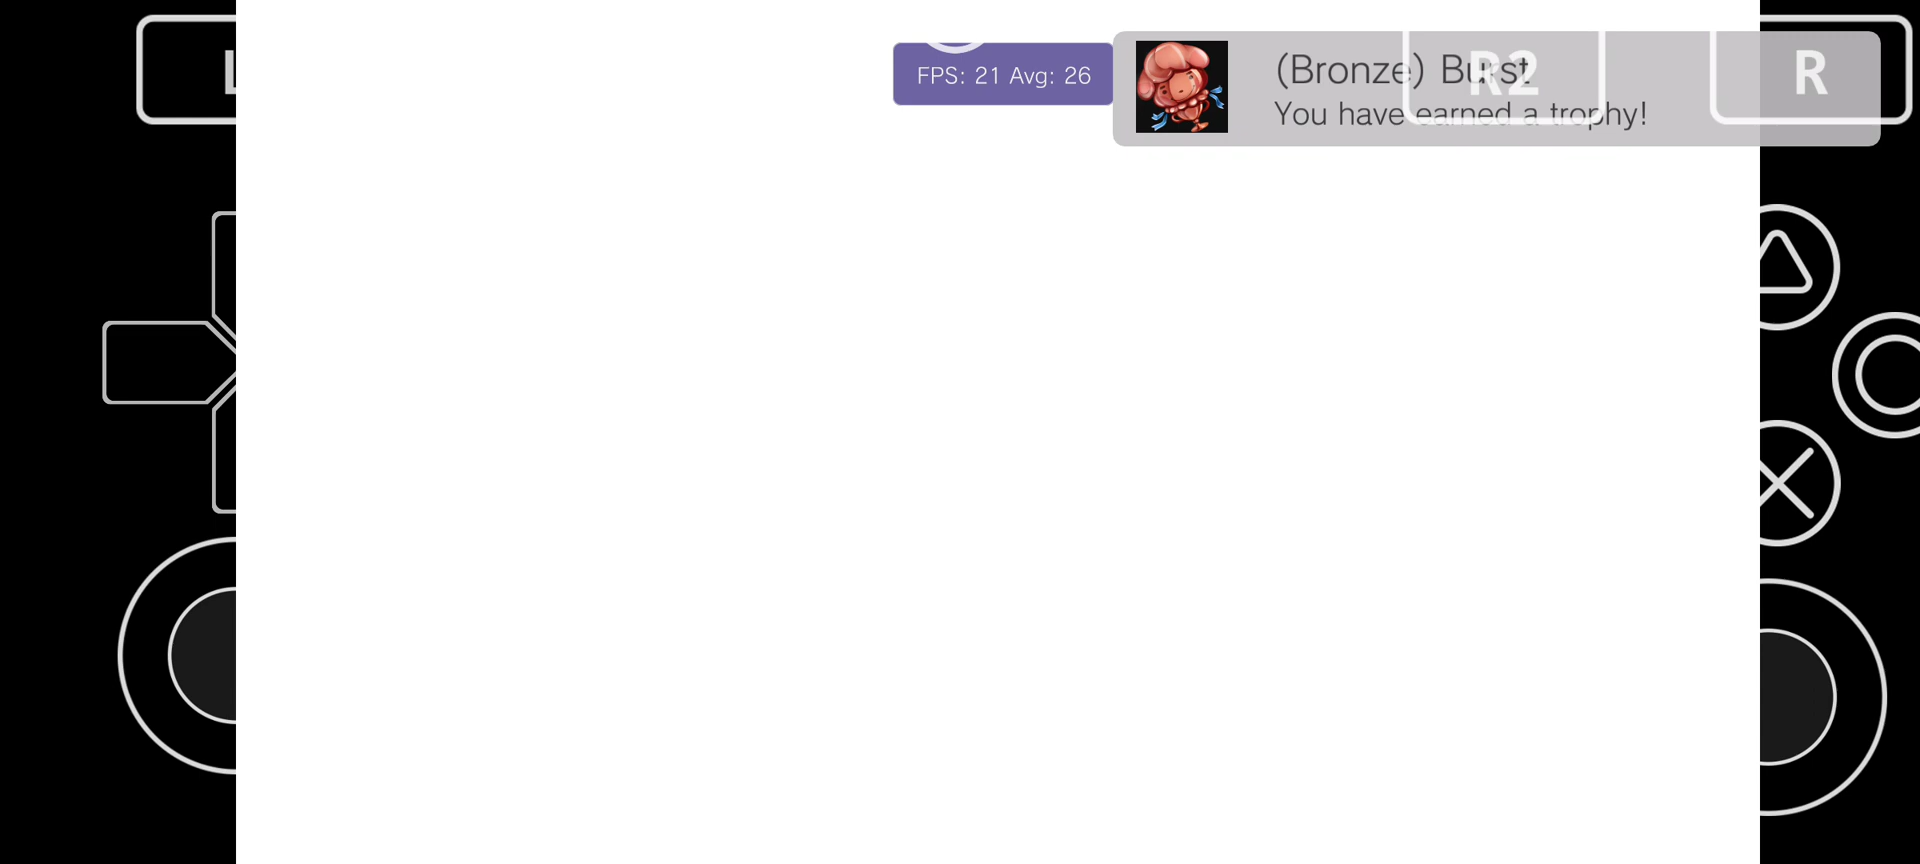 L
FPS: 21 Avg: 26
(Bronze) Burst
You have earned a trophy!
R2
R